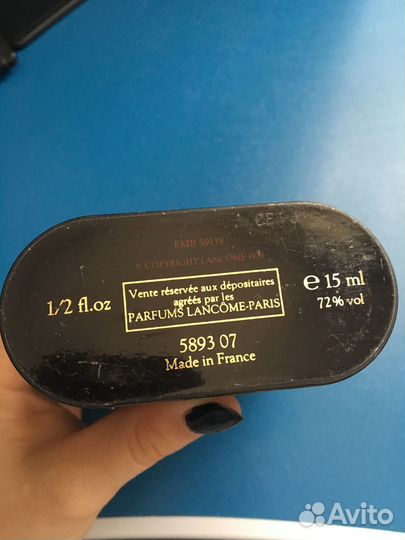 EMB 59139
© COPYRIGHT LANCÔME 1978
1/2 fl.oz
Vente réservée aux dépositaires
agréés par les
PARFUMS LANCÔME-PARIS
e 15 ml
72% vol
5893 07
Made in France
Avito